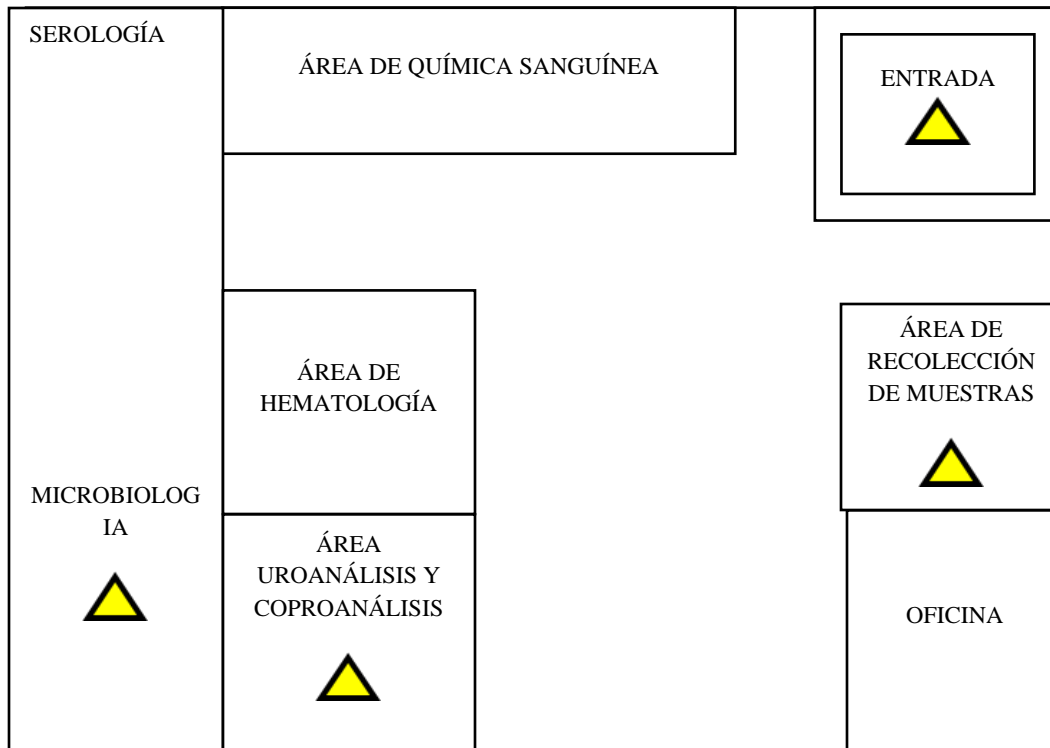 SEROLOGÍA
ÁREA DE QUÍMICA SANGUÍNEA
ENTRADA
ÁREA DE
HEMATOLOGÍA
ÁREA DE
RECOLECCIÓN
DE MUESTRAS
MICROBIOLOG
IA
ÁREA
UROANÁLISIS Y
COPROANÁLISIS
OFICINA